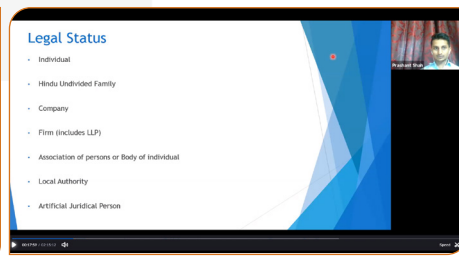 Legal Status
Individual
Hindu Undivided Family
Company
Firm (includes LLP)
Association of persons or Body of individual
Local Authority
Artificial Juridical Person
Prashant Shah
Speed